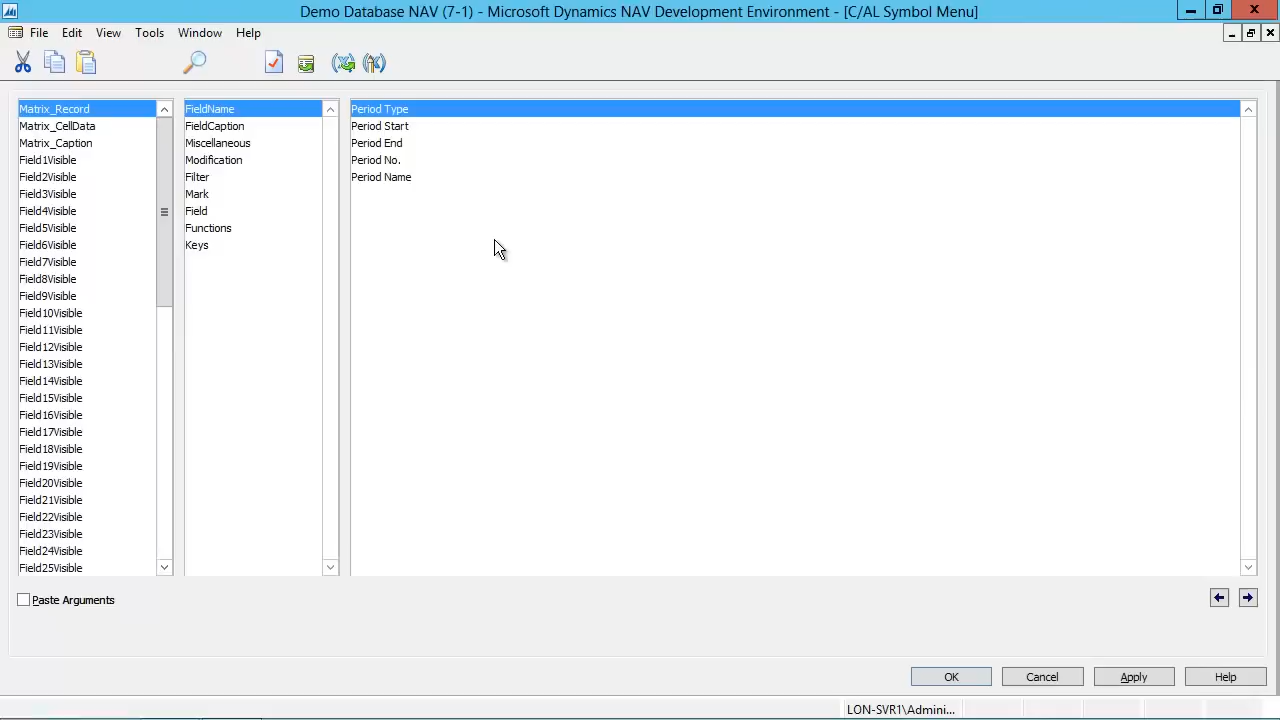 Demo Database NAV (7-1) - Microsoft Dynamics NAV Development Environment - [C/AL Symbol Menu]
File Edit View Tools Window Help
Matrix_Record
Matrix_CellData
Matrix_Caption
Field1Visible
Field2Visible
Field3Visible
Field4Visible
Field5Visible
Field6Visible
Field7Visible
Field8Visible
Field9Visible
Field10Visible
Field11Visible
Field12Visible
Field13Visible
Field14Visible
Field15Visible
Field16Visible
Field17Visible
Field18Visible
Field19Visible
Field20Visible
Field21Visible
Field22Visible
Field23Visible
Field24Visible
Field25Visible
FieldName
FieldCaption
Miscellaneous
Modification
Filter
Mark
Field
Functions
Keys
Period Type
Period Start
Period End
Period No.
Period Name
Paste Arguments
OK Cancel Apply Help
LON-SVR1\Admini...